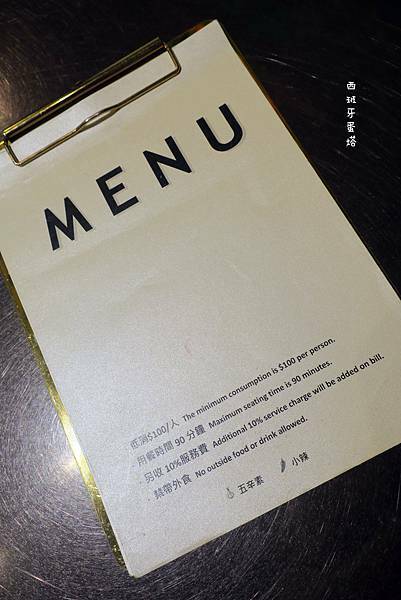 西班牙蛋塔
MENU
低消$100/人 The minimum consumption is $100 per person.
· 用餐時間 90 分鐘 Maximum seating time is 90 minutes.
· 另收 10%服務費 Additional 10% service charge will be added on bill.
· 禁帶外食 No outside food or drink allowed.
五辛素 小辣